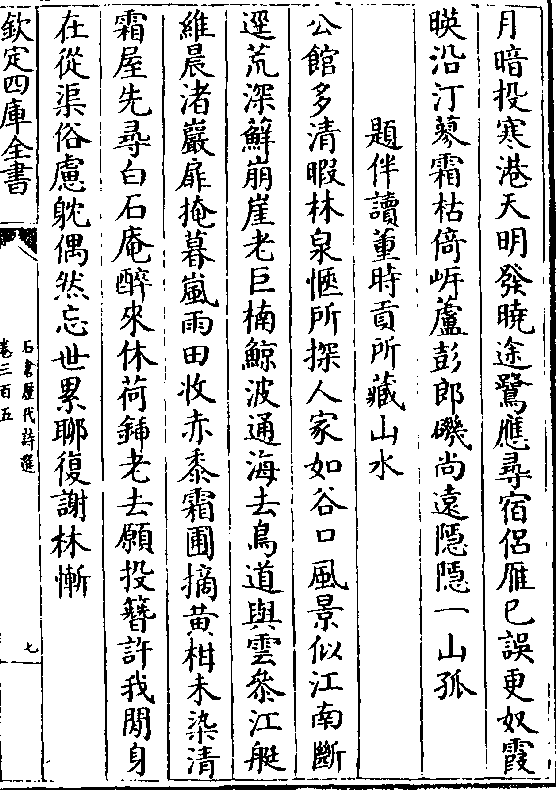 月暗投寒港天明發曉途鷺應尋宿侣雁已誤更奴霞
暎沿汀蓼霜枯倚㟁蘆彭郎磯尚遠隱隱一山孤
題伴讀董時貢所藏山水
公館多清暇林泉愜所探人家如谷口風景似江南斷
逕荒深蘚崩崖老巨楠鯨波通海去鳥道與雲叅江艇
維晨渚巖扉掩暮嵐雨田收赤黍霜圃摘黄柑未染清
霜屋先尋白石庵醉來休荷鍤老去願投簪許我閒身
在從渠俗慮躭偶然忘世累聊復謝林慚
欽定四庫全書
石倉歴代詩選
卷三百五
七